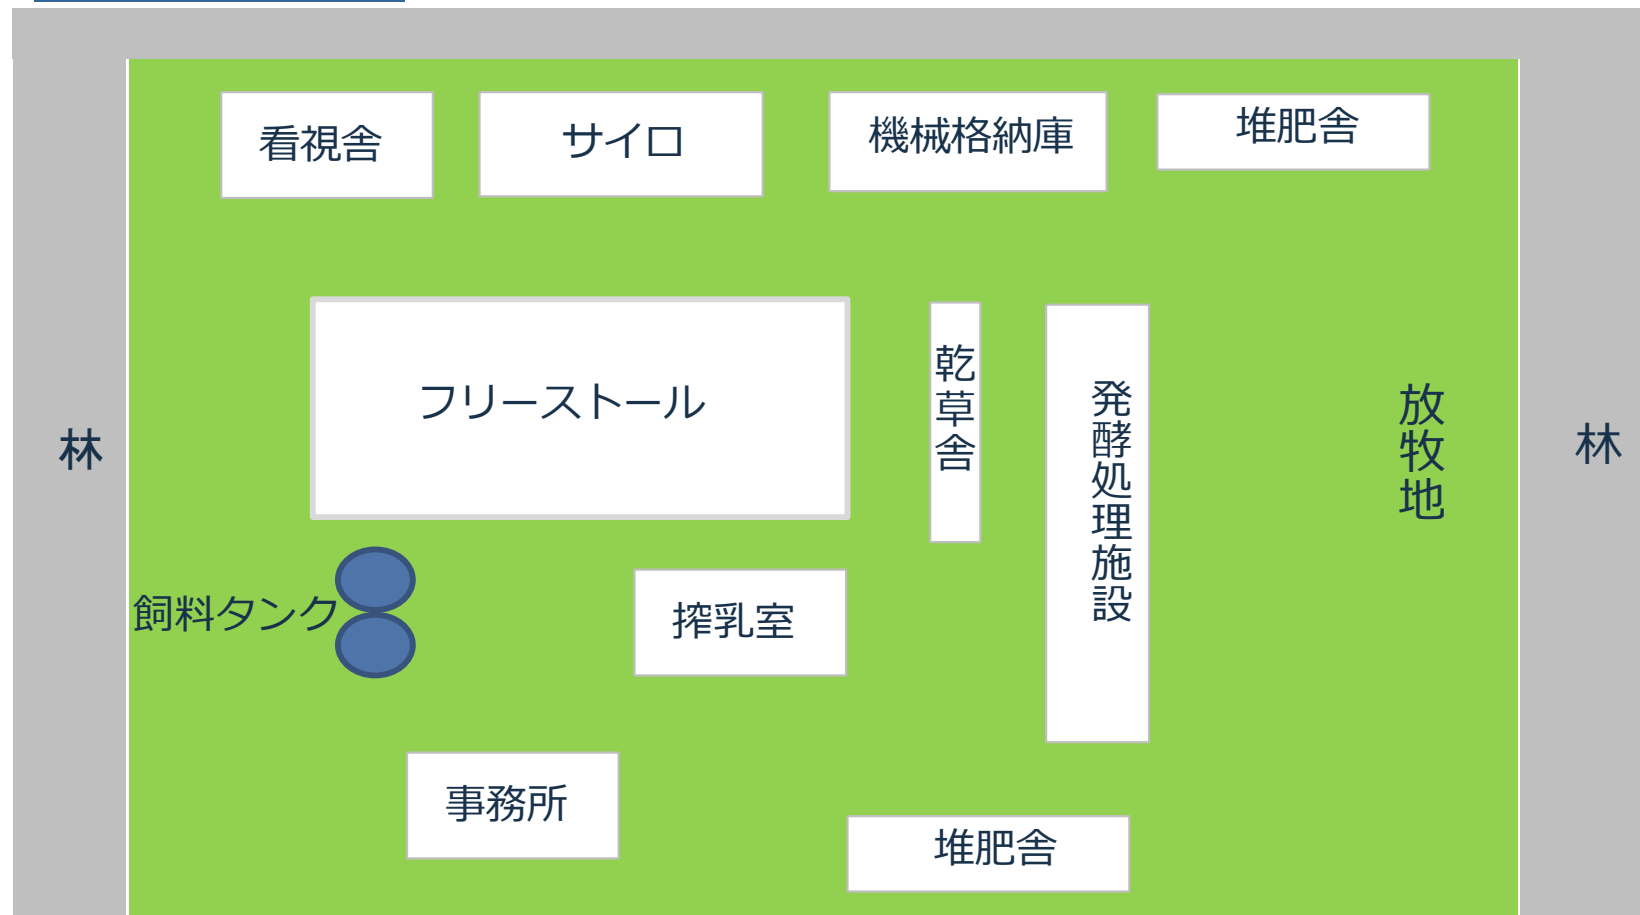 看視舎
サイロ
機械格納庫
堆肥舎
フリーストール
乾草舎
発酵処理施設
放牧地
林
林
飼料タンク
搾乳室
事務所
堆肥舎